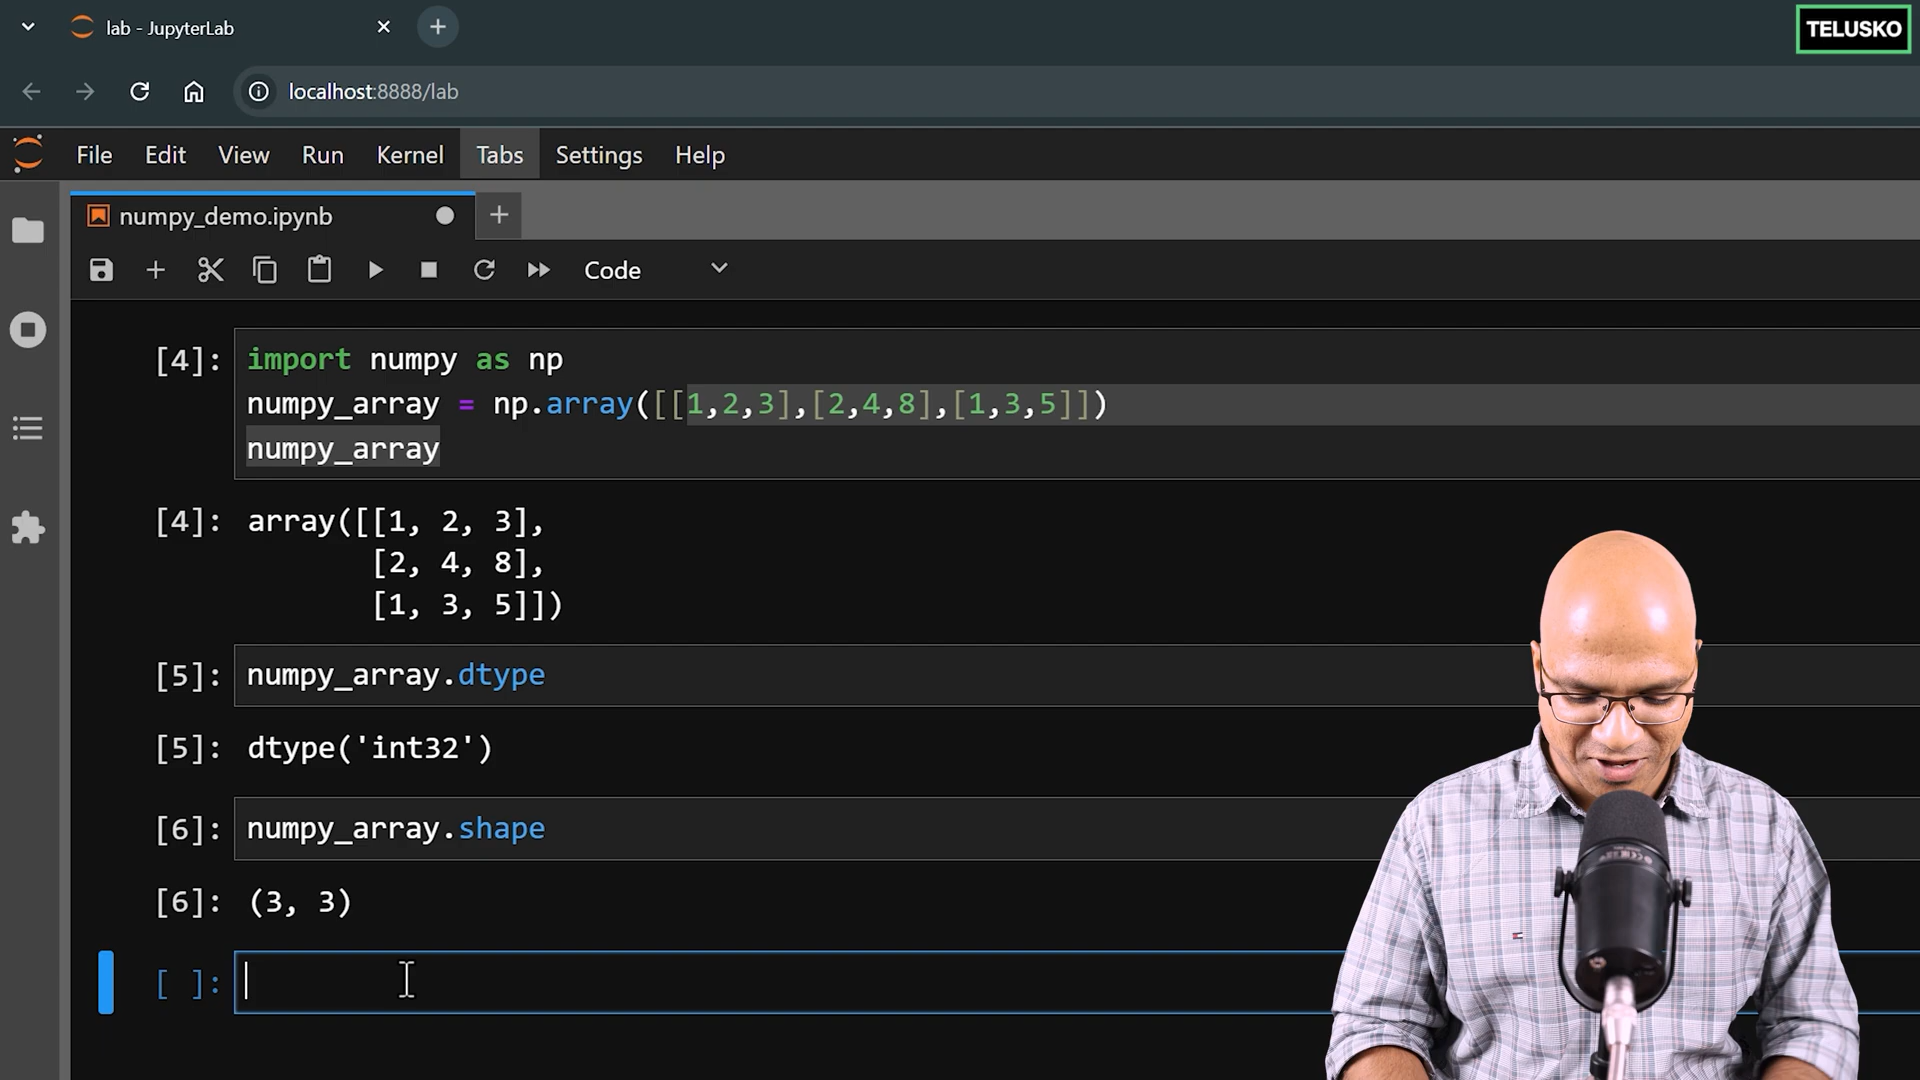 lab - JupyterLab
TELUSKO
localhost:8888/lab
File Edit View Run Kernel Tabs Settings Help
numpy_demo.ipynb
Code
[4]: import numpy as np
numpy_array = np.array([[1,2,3],[2,4,8],[1,3,5]])
numpy_array
[4]: array([[1, 2, 3],
[2, 4, 8],
[1, 3, 5]])
[5]: numpy_array.dtype
[5]: dtype('int32')
[6]: numpy_array.shape
[6]: (3, 3)
[ ]: